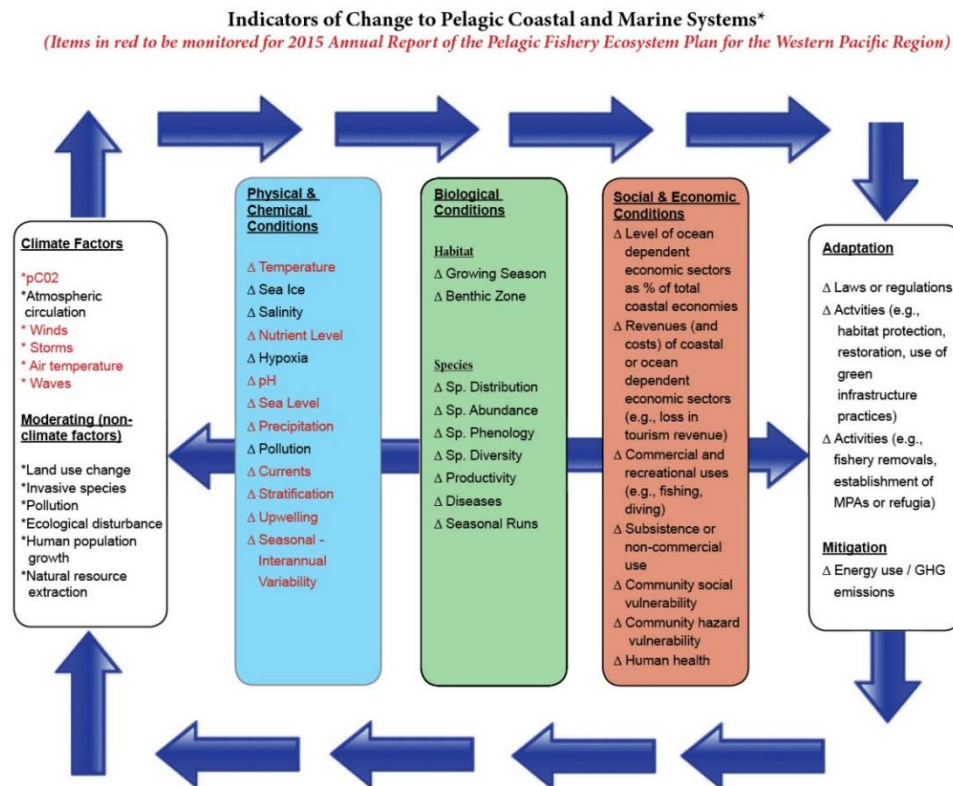 Indicators of Change to Pelagic Coastal and Marine Systems*
(Items in red to be monitored for 2015 Annual Report of the Pelagic Fishery Ecosystem Plan for the Western Pacific Region)
Climate Factors
*pC02
*Atmospheric
circulation
* Winds
* Storms
* Air temperature
* Waves
Moderating (non-
climate factors)
*Land use change
*Invasive species
*Pollution
*Ecological disturbance
*Human population
growth
*Natural resource
extraction
Physical &
Chemical
Conditions
Δ Temperature
Δ Sea Ice
Δ Salinity
Δ Nutrient Level
Δ Hypoxia
Δ pH
Δ Sea Level
Δ Precipitation
Δ Pollution
Δ Currents
Δ Stratification
Δ Upwelling
Δ Seasonal -
Interannual
Variability
Biological
Conditions
Habitat
Δ Growing Season
Δ Benthic Zone
Species
Δ Sp. Distribution
Δ Sp. Abundance
Δ Sp. Phenology
Δ Sp. Diversity
Δ Productivity
Δ Diseases
Δ Seasonal Runs
Social & Economic
Conditions
Δ Level of ocean
dependent
economic sectors
as % of total
coastal economies
Δ Revenues (and
costs) of coastal
or ocean
dependent
economic sectors
(e.g., loss in
tourism revenue)
Δ Commercial and
recreational uses
(e.g., fishing,
diving)
Δ Subsistence or
non-commercial
use
Δ Community social
vulnerability
Δ Community hazard
vulnerability
Δ Human health
Adaptation
Δ Laws or regulations
Δ Actvities (e.g.,
habitat protection,
restoration, use of
green
infrastructure
practices)
Δ Activities (e.g.,
fishery removals,
establishment of
MPAs or refugia)
Mitigation
Δ Energy use / GHG
emissions